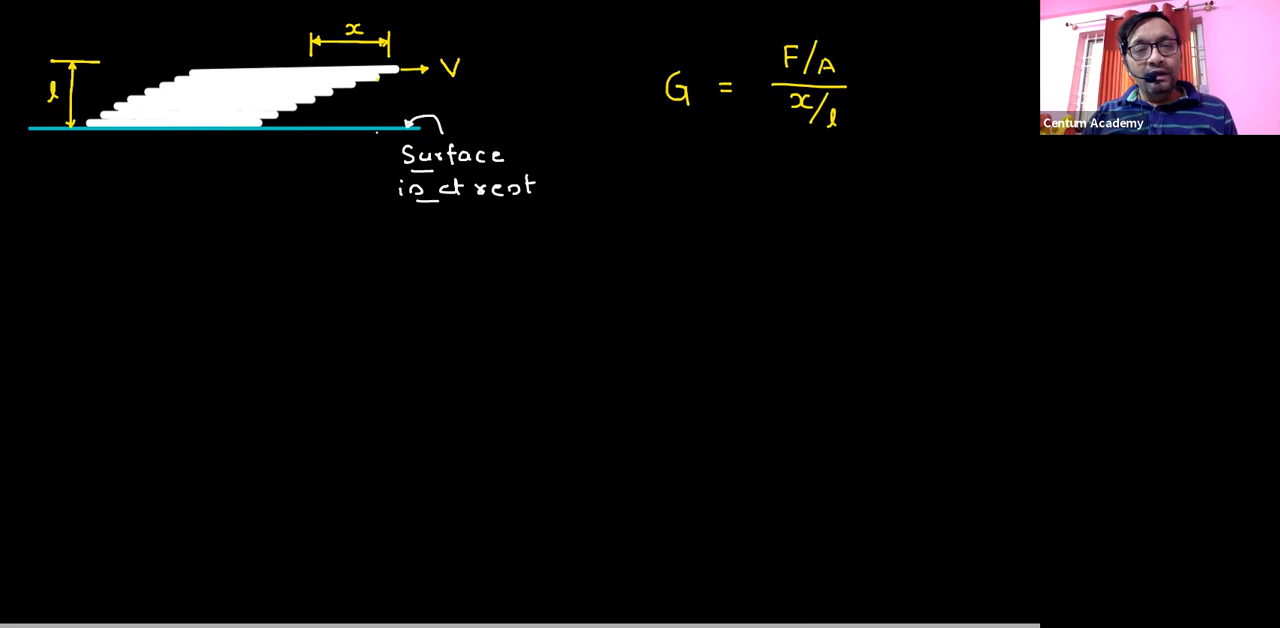 x
l
V
Surface
is at rest
G = F/A
x/l
Centum Academy